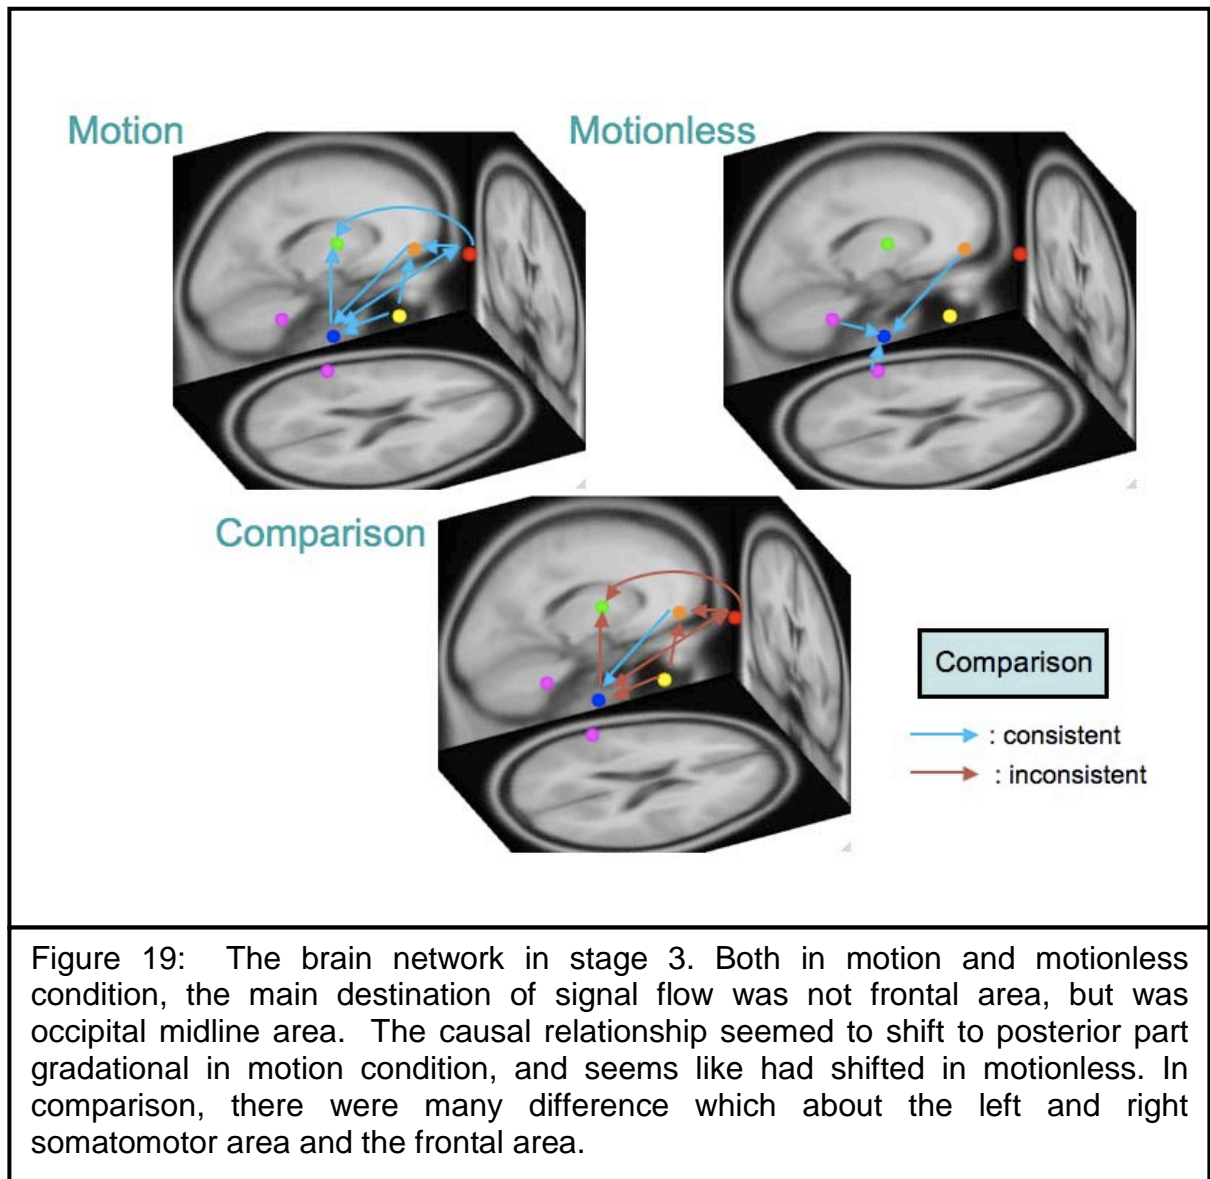 Motion
Motionless
Comparison
Comparison
: consistent
: inconsistent
Figure 19: The brain network in stage 3. Both in motion and motionless
condition, the main destination of signal flow was not frontal area, but was
occipital midline area. The causal relationship seemed to shift to posterior part
gradational in motion condition, and seems like had shifted in motionless. In
comparison, there were many difference which about the left and right
somatomotor area and the frontal area.